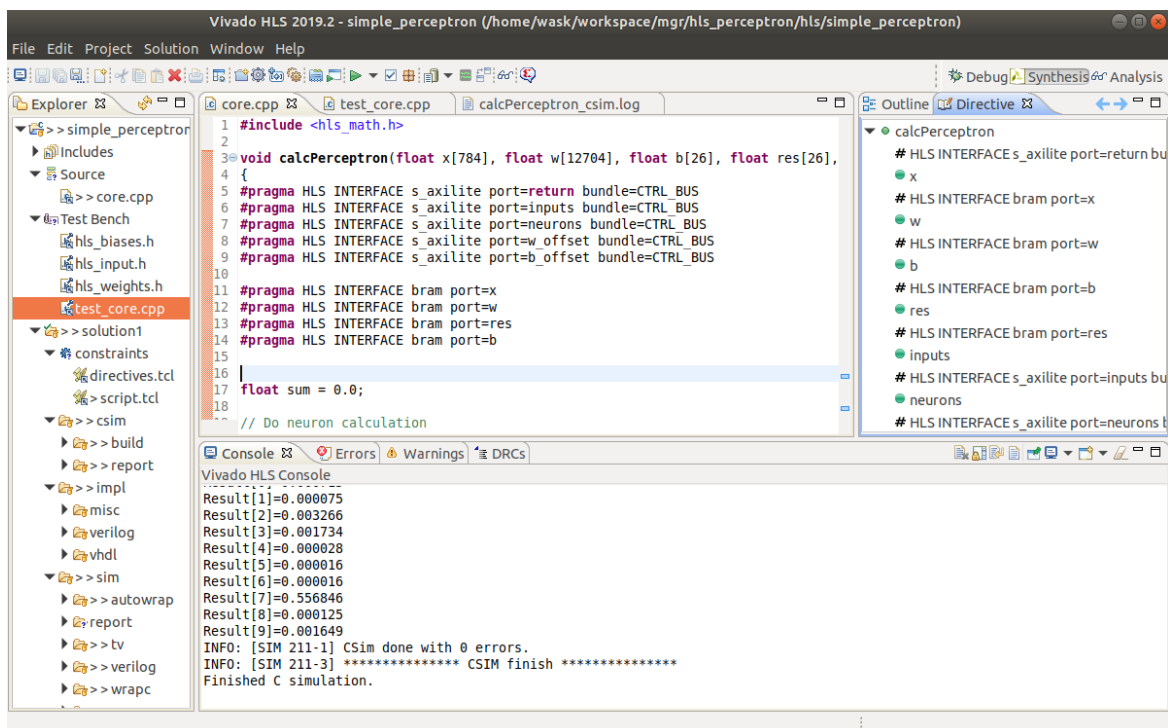 Vivado HLS 2019.2 - simple_perceptron (/home/wask/workspace/mgr/hls_perceptron/hls/simple_perceptron)
File Edit Project Solution Window Help
Debug Synthesis Analysis
Explorer
>> simple_perceptron
Includes
Source
>> core.cpp
Test Bench
hls_biases.h
hls_input.h
hls_weights.h
test_core.cpp
>> solution1
constraints
directives.tcl
> script.tcl
>> csim
>> build
>> report
>> impl
misc
verilog
vhdl
>> sim
>> autowrap
report
>> tv
>> verilog
>> wrapc
core.cpp test_core.cpp calcPerceptron_csim.log
1 #include <hls_math.h>
2
3 void calcPerceptron(float x[784], float w[12704], float b[26], float res[26],
4 {
5 #pragma HLS INTERFACE s_axilite port=return bundle=CTRL_BUS
6 #pragma HLS INTERFACE s_axilite port=inputs bundle=CTRL_BUS
7 #pragma HLS INTERFACE s_axilite port=neurons bundle=CTRL_BUS
8 #pragma HLS INTERFACE s_axilite port=w_offset bundle=CTRL_BUS
9 #pragma HLS INTERFACE s_axilite port=b_offset bundle=CTRL_BUS
10
11 #pragma HLS INTERFACE bram port=x
12 #pragma HLS INTERFACE bram port=w
13 #pragma HLS INTERFACE bram port=res
14 #pragma HLS INTERFACE bram port=b
15
16
17 float sum = 0.0;
18
// Do neuron calculation
Outline Directive
calcPerceptron
# HLS INTERFACE s_axilite port=return bu
x
# HLS INTERFACE bram port=x
w
# HLS INTERFACE bram port=w
b
# HLS INTERFACE bram port=b
res
# HLS INTERFACE bram port=res
inputs
# HLS INTERFACE s_axilite port=inputs bu
neurons
# HLS INTERFACE s_axilite port=neurons b
Console Errors Warnings DRCs
Vivado HLS Console
Result[1]=0.000075
Result[2]=0.003266
Result[3]=0.001734
Result[4]=0.000028
Result[5]=0.000016
Result[6]=0.000016
Result[7]=0.556846
Result[8]=0.000125
Result[9]=0.001649
INFO: [SIM 211-1] CSim done with 0 errors.
INFO: [SIM 211-3] *************** CSIM finish ***************
Finished C simulation.